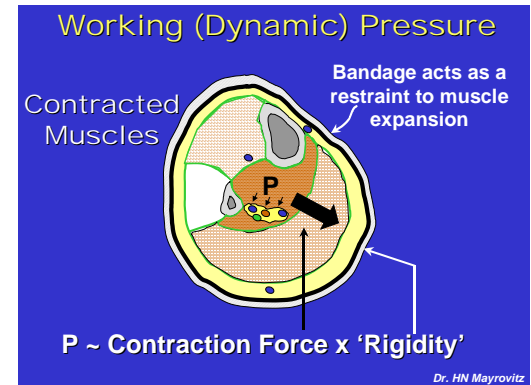 Working (Dynamic) Pressure
Bandage acts as a
restraint to muscle
expansion
Contracted
Muscles
P
P ~ Contraction Force x ‘Rigidity’
Dr. HN Mayrovitz